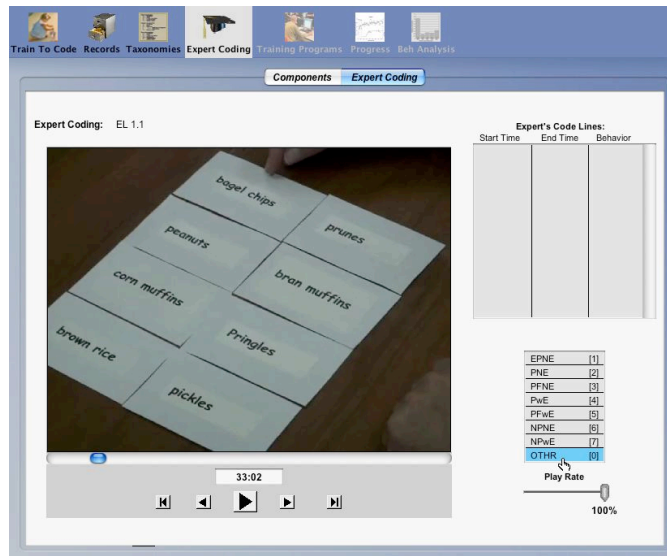 Train To Code Records Taxonomies Expert Coding Training Programs Progress Beh Analysis
Components Expert Coding
Expert Coding: EL 1.1
Expert's Code Lines:
Start Time End Time Behavior
bagel chips
prunes
peanuts
bran muffins
corn muffins
Pringles
brown rice
pickles
EPNE [1]
PNE [2]
PFNE [3]
PwE [4]
PFwE [5]
NPNE [6]
NPwE [7]
OTHR [0]
33:02
Play Rate
100%